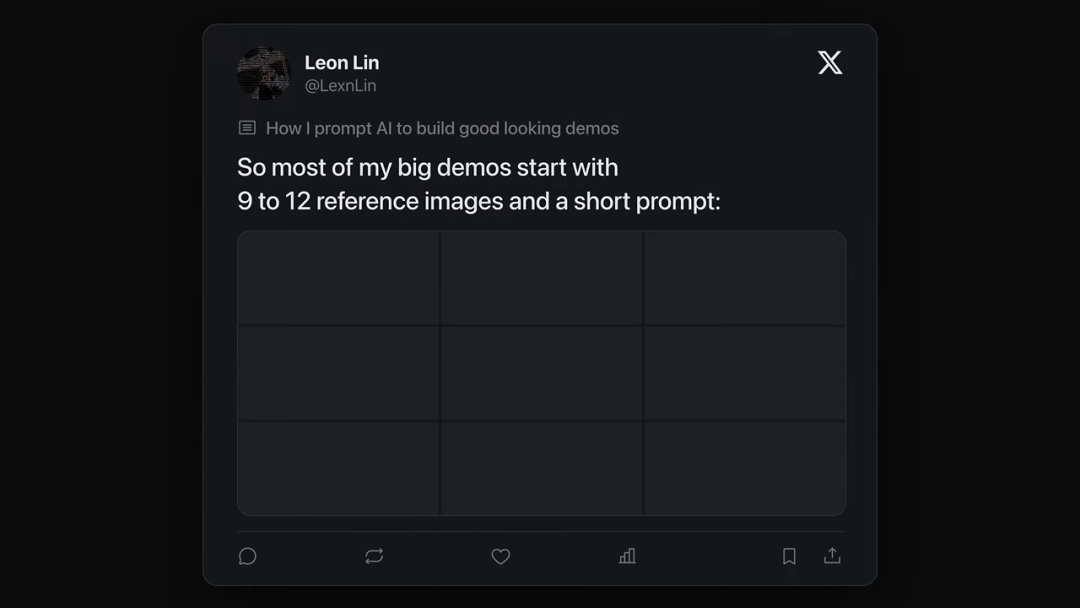 Leon Lin
@LexnLin
How I prompt AI to build good looking demos
So most of my big demos start with
9 to 12 reference images and a short prompt: